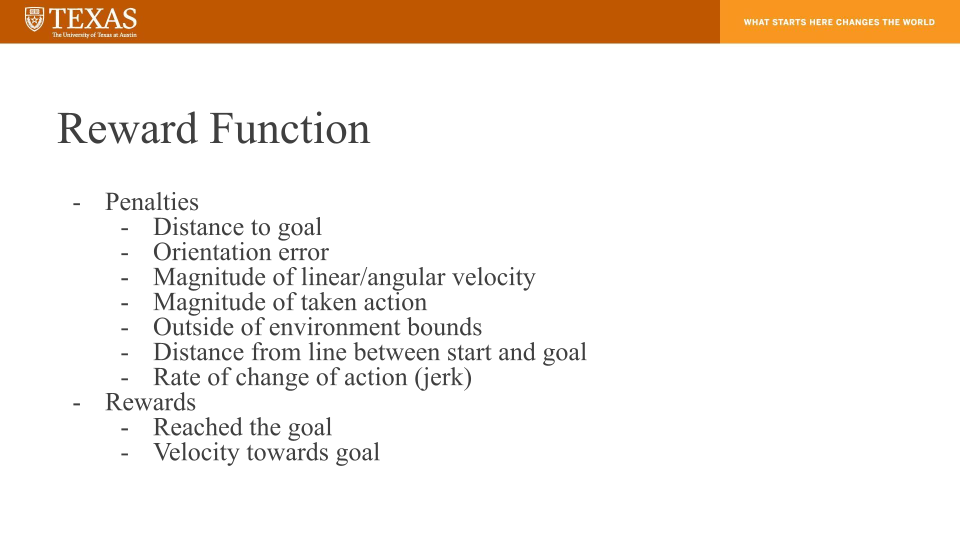 TEXAS
The University of Texas at Austin
WHAT STARTS HERE CHANGES THE WORLD
Reward Function
- Penalties
- Distance to goal
- Orientation error
- Magnitude of linear/angular velocity
- Magnitude of taken action
- Outside of environment bounds
- Distance from line between start and goal
- Rate of change of action (jerk)
- Rewards
- Reached the goal
- Velocity towards goal